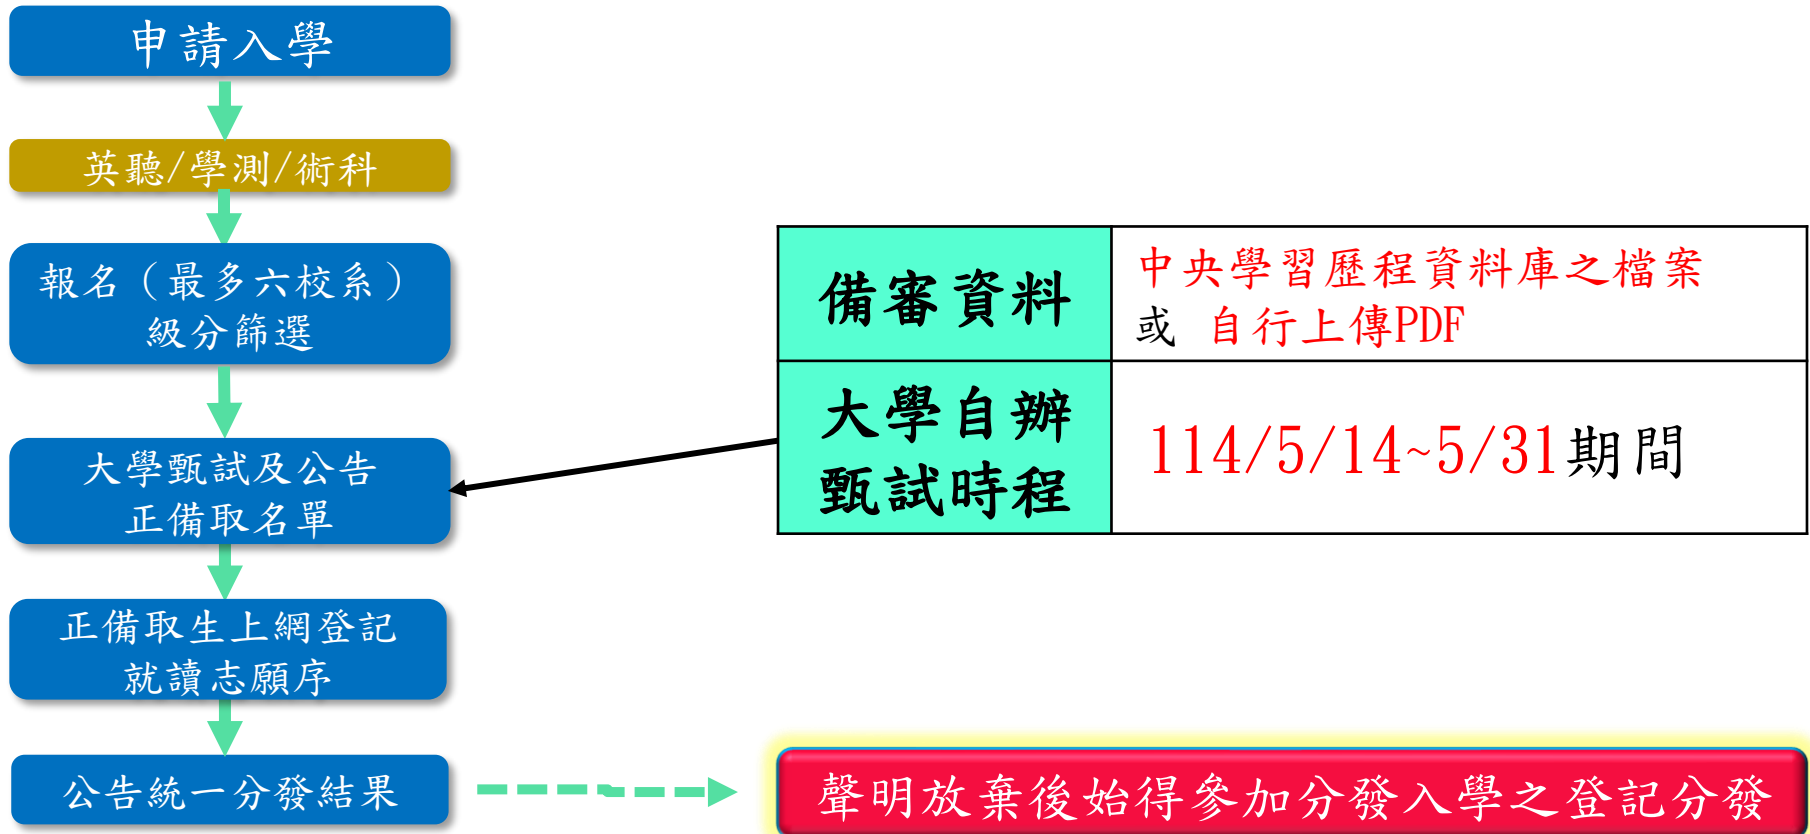 申請入學
英聽/學測/術科
報名（最多六校系）
級分篩選
大學甄試及公告
正備取名單
正備取生上網登記
就讀志願序
公告統一分發結果
備審資料
中央學習歷程資料庫之檔案
或 自行上傳PDF
大學自辦
甄試時程
114/5/14~5/31期間
聲明放棄後始得參加分發入學之登記分發